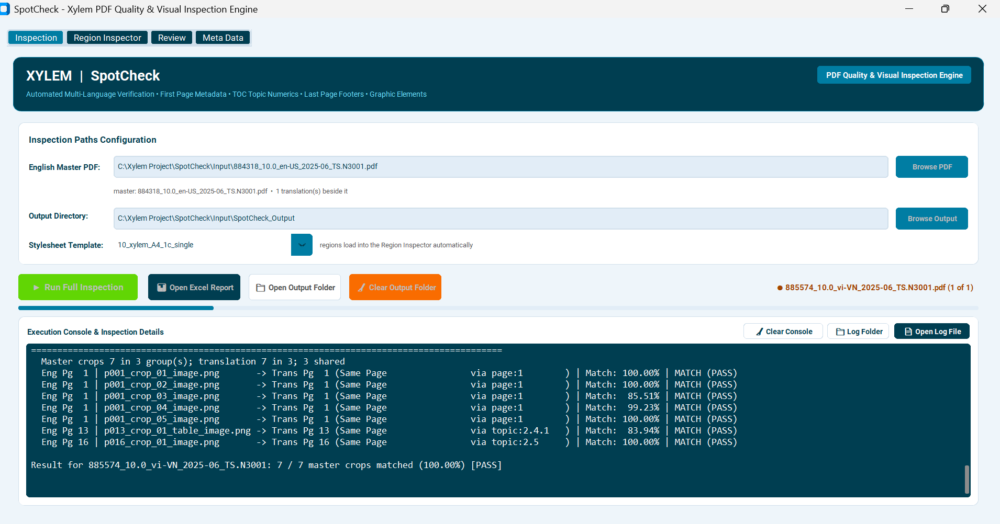 SpotCheck - Xylem PDF Quality & Visual Inspection Engine
Inspection Region Inspector Review Meta Data
XYLEM | SpotCheck
PDF Quality & Visual Inspection Engine
Automated Multi-Language Verification • First Page Metadata • TOC Topic Numerics • Last Page Footers • Graphic Elements
Inspection Paths Configuration
English Master PDF: C:\Xylem Project\SpotCheck\Input\884318_10.0_en-US_2025-06_TS.N3001.pdf Browse PDF
master: 884318_10.0_en-US_2025-06_TS.N3001.pdf • 1 translation(s) beside it
Output Directory: C:\Xylem Project\SpotCheck\Input\SpotCheck_Output Browse Output
Stylesheet Template: 10_xylem_A4_1c_single regions load into the Region Inspector automatically
▶ Run Full Inspection Open Excel Report Open Output Folder Clear Output Folder ● 885574_10.0_vi-VN_2025-06_TS.N3001.pdf (1 of 1)
Execution Console & Inspection Details Clear Console Log Folder Open Log File
==========================================================================================
Master crops 7 in 3 group(s); translation 7 in 3; 3 shared
Eng Pg 1 | p001_crop_01_image.png -> Trans Pg 1 (Same Page via page:1 ) | Match: 100.00% | MATCH (PASS)
Eng Pg 1 | p001_crop_02_image.png -> Trans Pg 1 (Same Page via page:1 ) | Match: 100.00% | MATCH (PASS)
Eng Pg 1 | p001_crop_03_image.png -> Trans Pg 1 (Same Page via page:1 ) | Match: 85.51% | MATCH (PASS)
Eng Pg 1 | p001_crop_04_image.png -> Trans Pg 1 (Same Page via page:1 ) | Match: 99.23% | MATCH (PASS)
Eng Pg 1 | p001_crop_05_image.png -> Trans Pg 1 (Same Page via page:1 ) | Match: 100.00% | MATCH (PASS)
Eng Pg 13 | p013_crop_01_table_image.png -> Trans Pg 13 (Same Page via topic:2.4.1 ) | Match: 83.94% | MATCH (PASS)
Eng Pg 16 | p016_crop_01_image.png -> Trans Pg 16 (Same Page via topic:2.5 ) | Match: 100.00% | MATCH (PASS)
Result for 885574_10.0_vi-VN_2025-06_TS.N3001: 7 / 7 master crops matched (100.00%) [PASS]